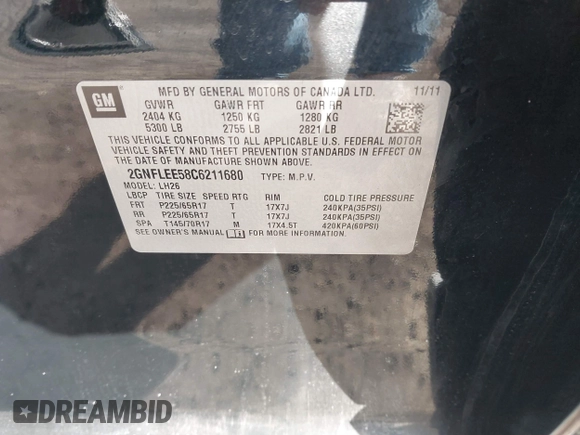 GM
MFD BY GENERAL MOTORS OF CANADA LTD. 11/11
GVWR GAWR FRT GAWR RR
2404 KG 1250 KG 1280 KG
5300 LB 2755 LB 2821 LB
THIS VEHICLE CONFORMS TO ALL APPLICABLE U.S. FEDERAL MOTOR
VEHICLE SAFETY & THEFT PREVENTION STANDARDS IN EFFECT ON
THE DATE OF MANUFACTURE SHOWN ABOVE.
2GNFLEE58C6211680 TYPE: M.P.V.
MODEL: LH26
LBCP TIRE SIZE SPEED RTG RIM COLD TIRE PRESSURE
FRT P225/65R17 T 17X7J 240KPA(35PSI)
RR P225/65R17 T 17X7J 240KPA(35PSI)
SPA T145/70R17 M 17X4.5T 420KPA(60PSI)
SEE OWNER'S MANUAL FOR MORE INFORMATION.
DREAMBID